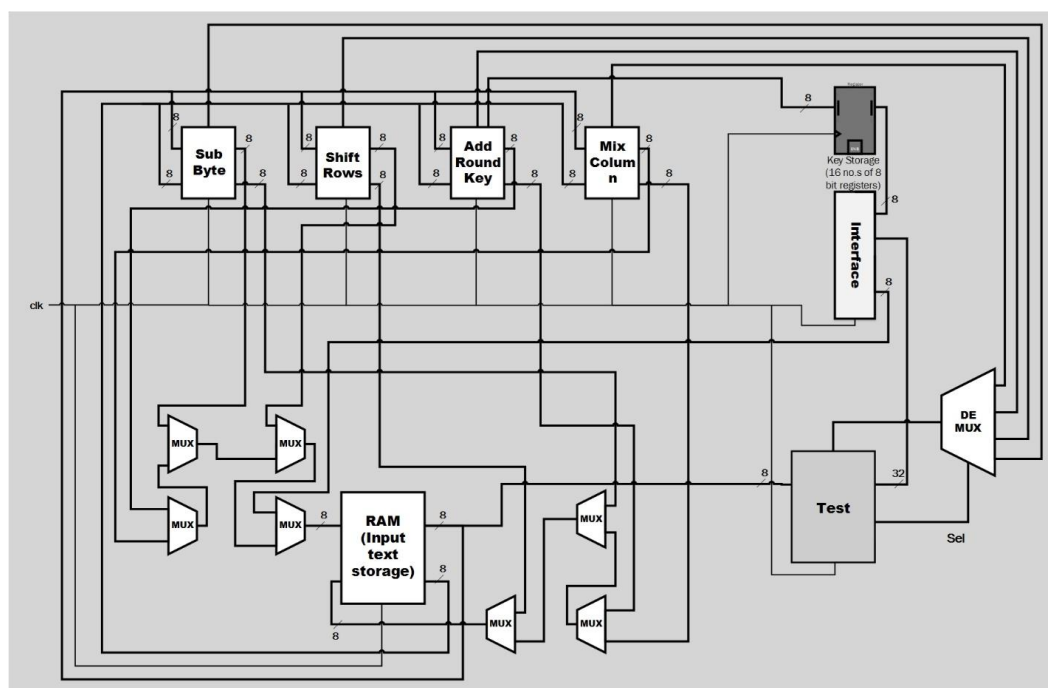 8
8
Sub
Byte
8
8
8
Shift
Rows
8
8
Add
Round
Key
8
8
8
Mix
Colum
n
8
8
8
8
Key Storage
(16 no.s of 8
bit registers)
8
Interface
8
clk
DE
MUX
MUX
MUX
MUX
MUX
8
RAM
(Input
text
storage)
8
8
8
MUX
MUX
MUX
8
Test
32
Sel